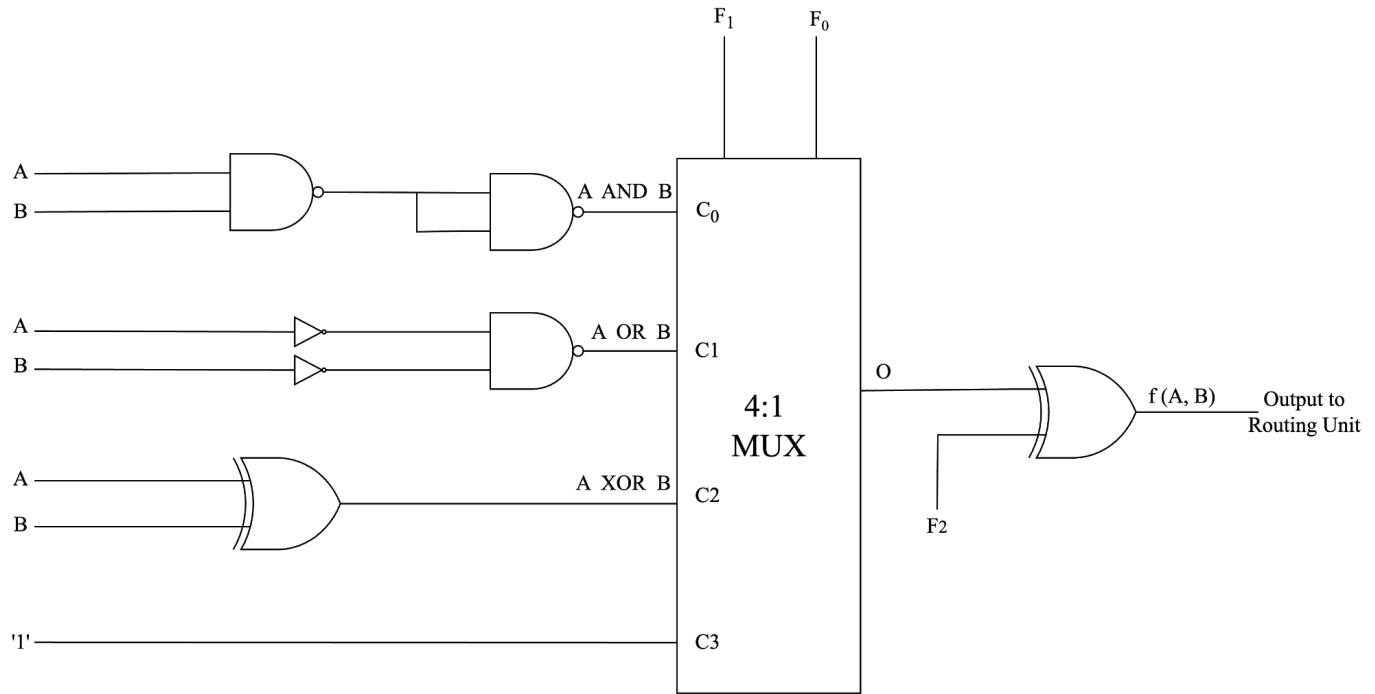 F₁
F₀
A
B
A AND B
C₀
A
B
A OR B
C1
O
4:1
MUX
f (A, B)
Output to
Routing Unit
A
B
A XOR B
C2
F2
'1'
C3